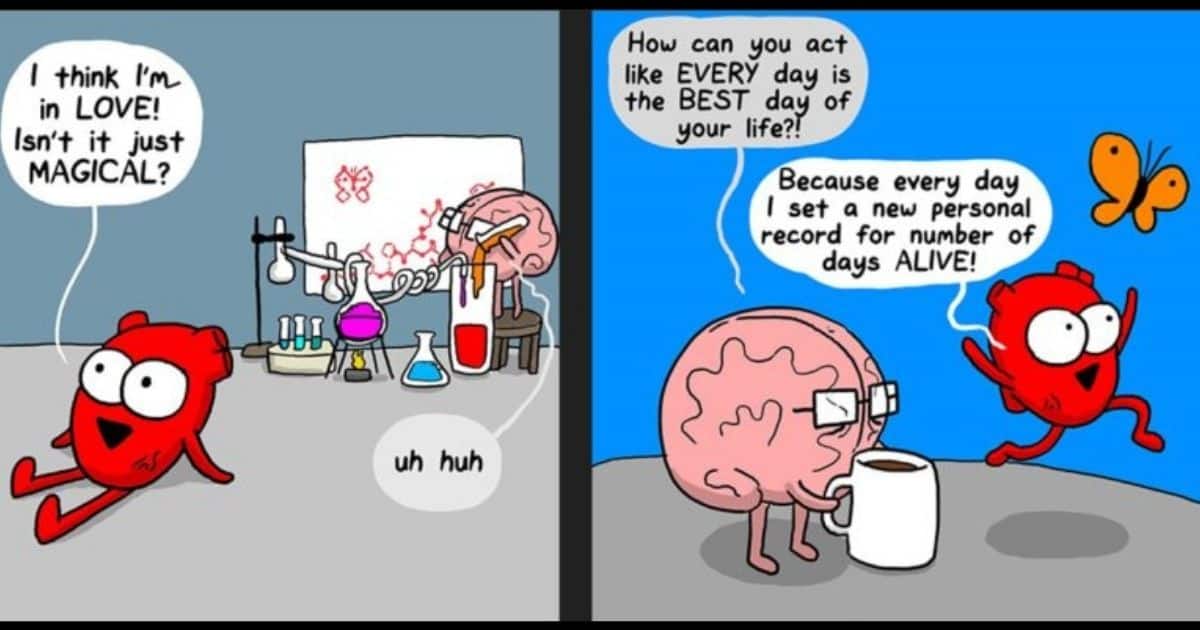 I think I'm
in LOVE!
Isn't it just
MAGICAL?
uh huh
How can you act
like EVERY day is
the BEST day of
your life?!
Because every day
I set a new personal
record for number of
days ALIVE!